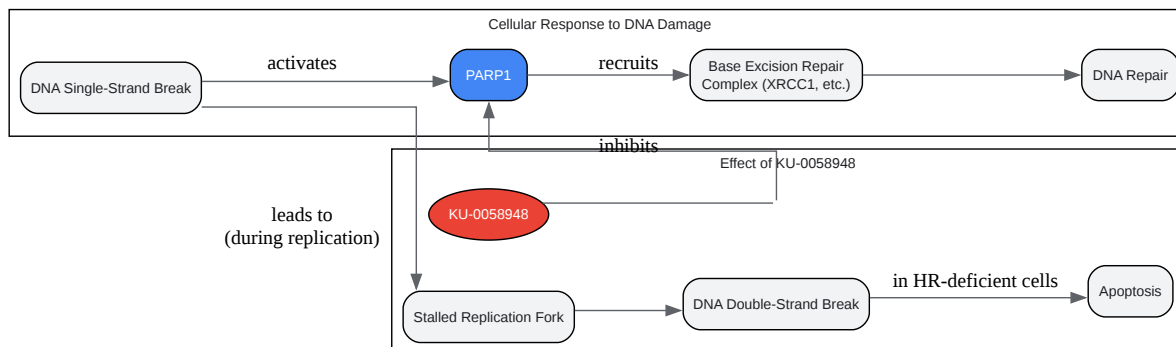 Cellular Response to DNA Damage
DNA Single-Strand Break
activates
PARP1
recruits
Base Excision Repair
Complex (XRCC1, etc.)
DNA Repair
inhibits
Effect of KU-0058948
KU-0058948
leads to
(during replication)
Stalled Replication Fork
DNA Double-Strand Break
in HR-deficient cells
Apoptosis